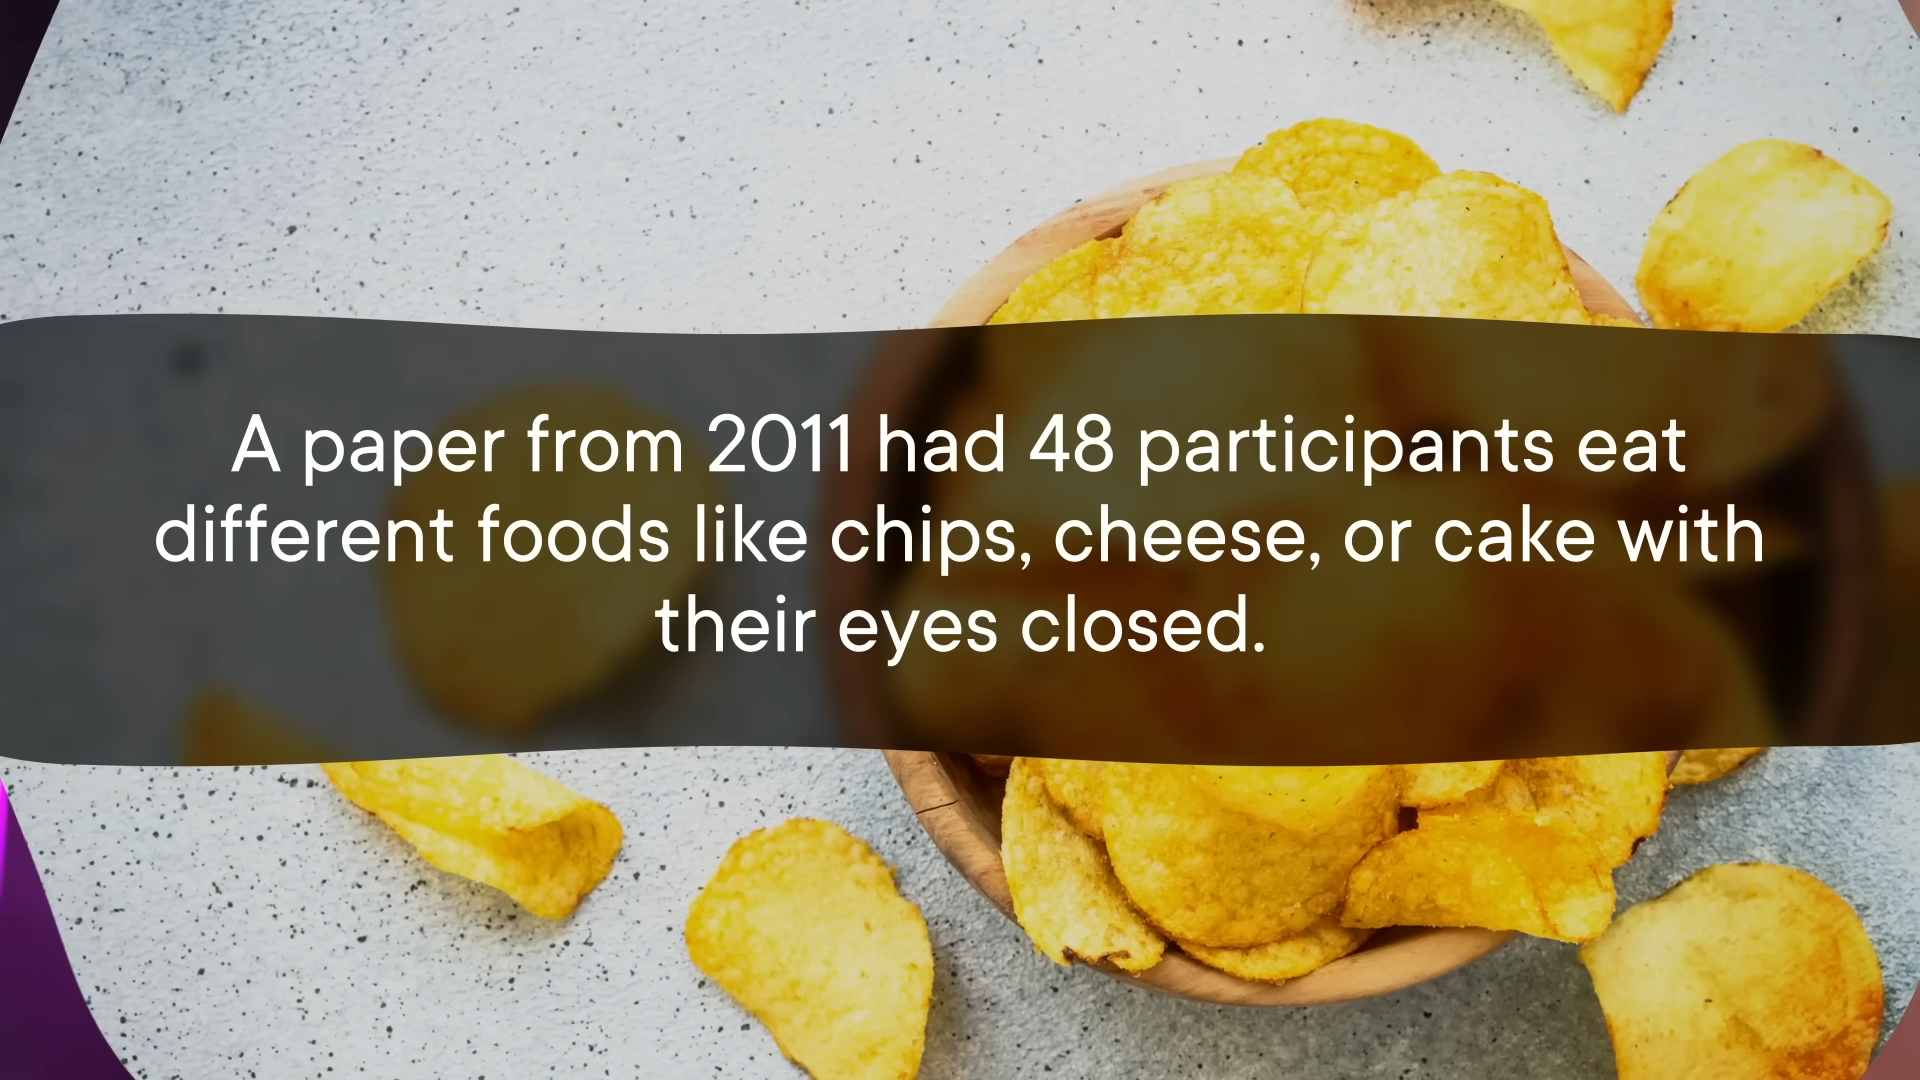 A paper from 2011 had 48 participants eat
different foods like chips, cheese, or cake with
their eyes closed.